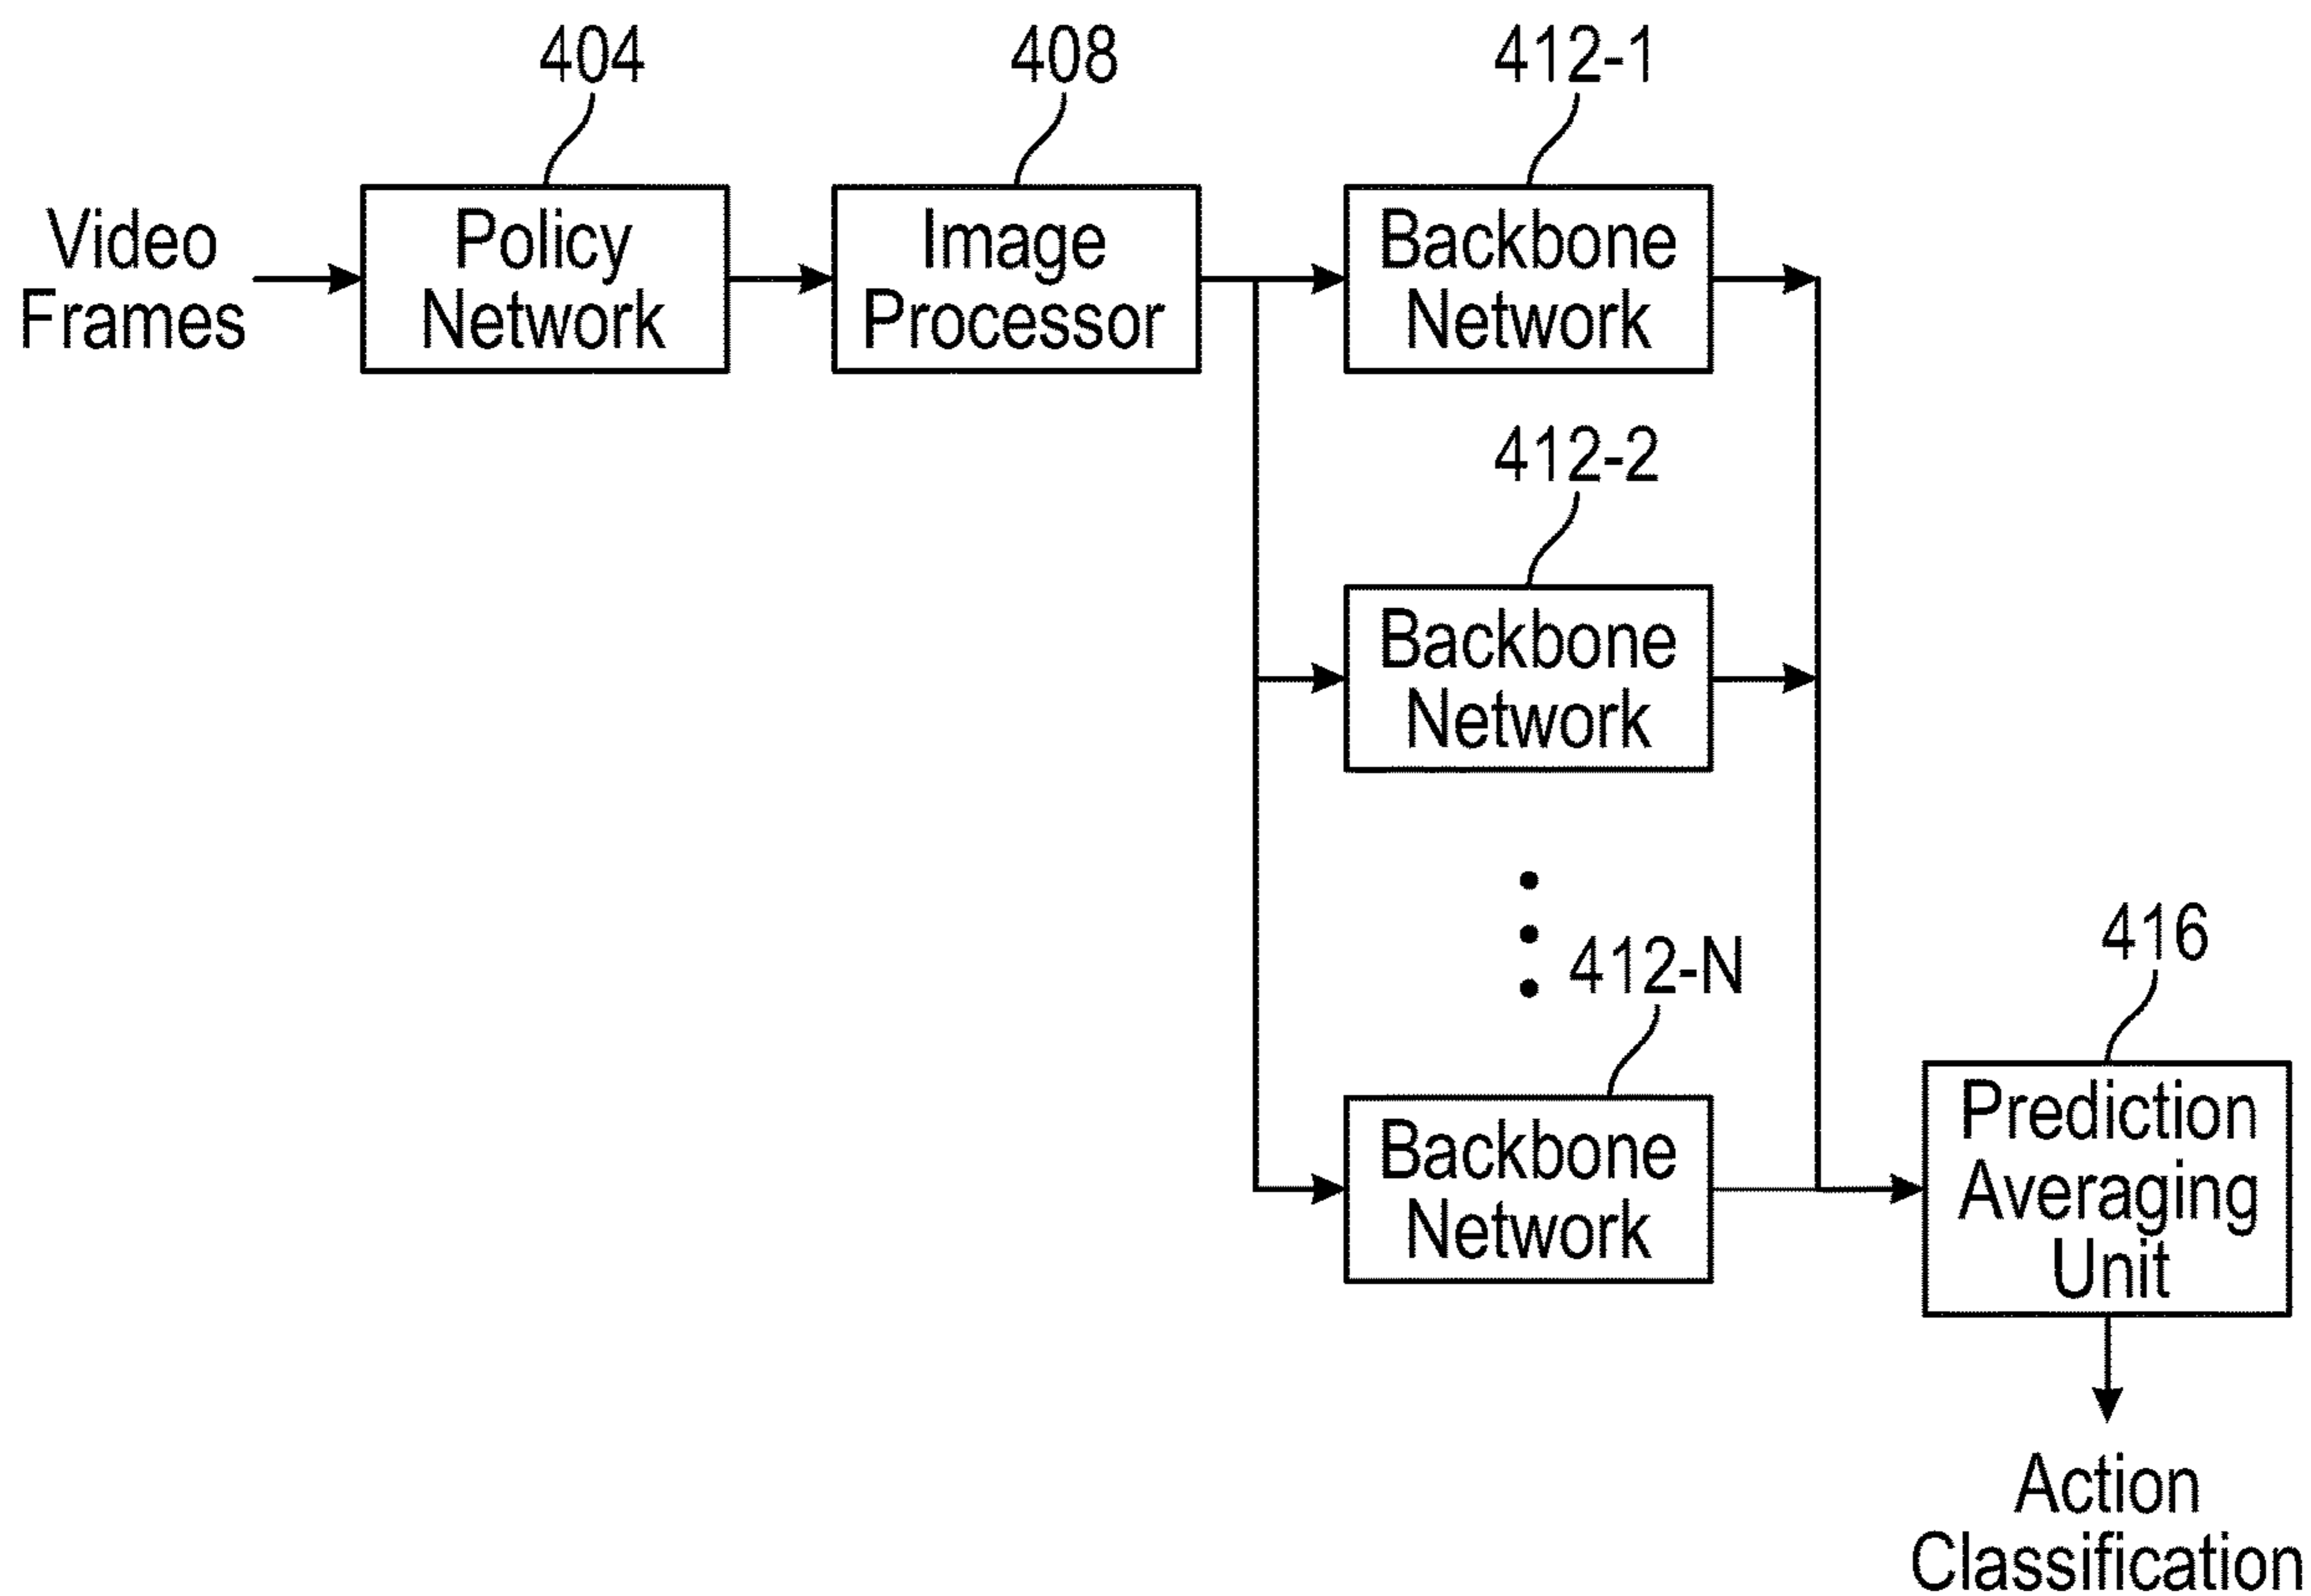 404
408
412-1
Video
Frames
Policy
Network
Image
Processor
Backbone
Network
412-2
Backbone
Network
412-N
Backbone
Network
416
Prediction
Averaging
Unit
Action
Classification